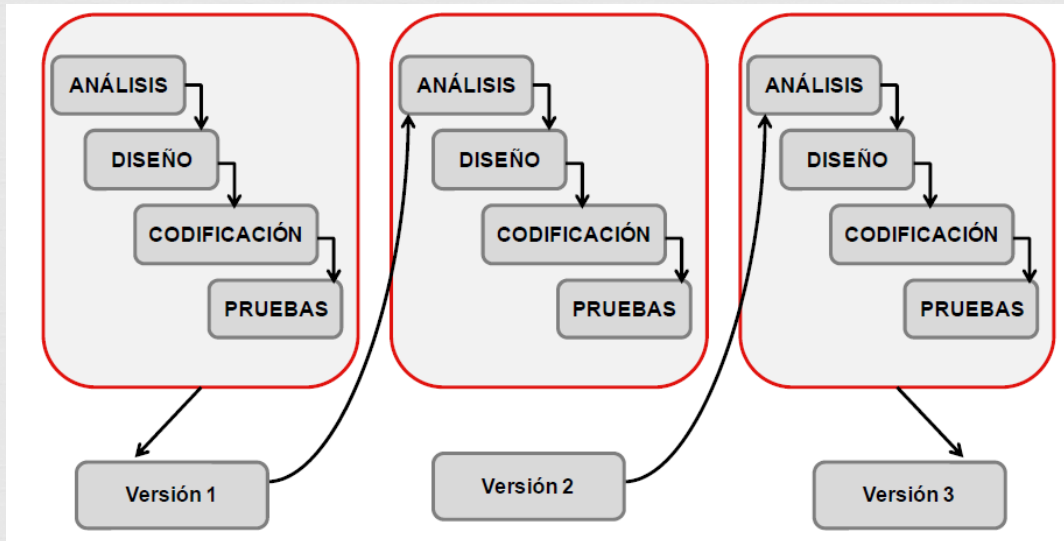 ANÁLISIS
DISEÑO
CODIFICACIÓN
PRUEBAS
Versión 1
ANÁLISIS
DISEÑO
CODIFICACIÓN
PRUEBAS
Versión 2
ANÁLISIS
DISEÑO
CODIFICACIÓN
PRUEBAS
Versión 3